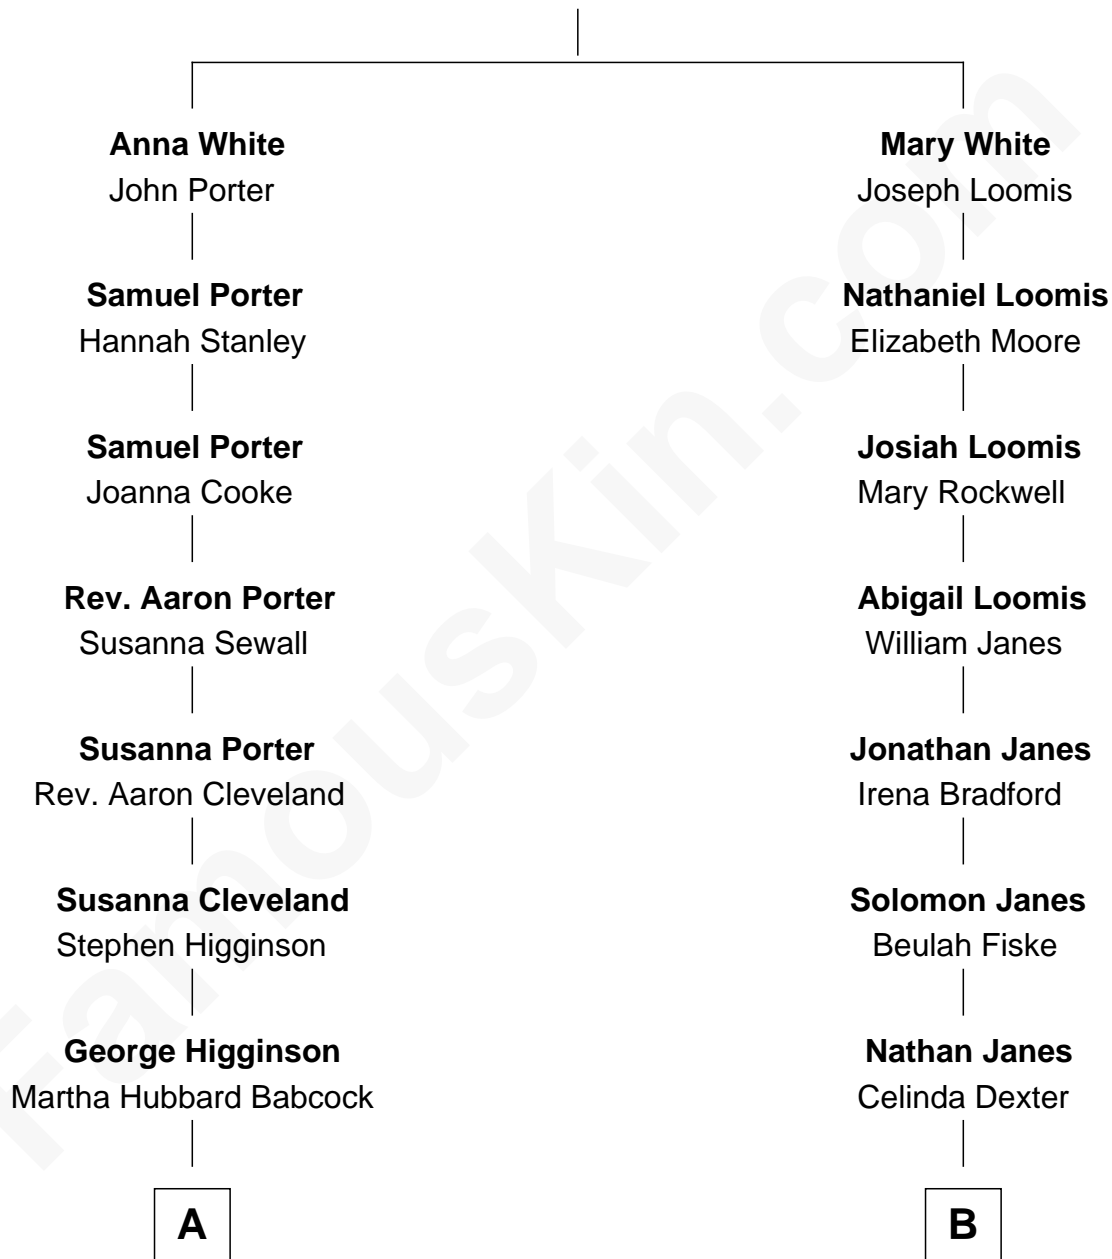 Anna White
John Porter
Samuel Porter
Hannah Stanley
Samuel Porter
Joanna Cooke
Rev. Aaron Porter
Susanna Sewall
Susanna Porter
Rev. Aaron Cleveland
Susanna Cleveland
Stephen Higginson
George Higginson
Martha Hubbard Babcock
A
Mary White
Joseph Loomis
Nathaniel Loomis
Elizabeth Moore
Josiah Loomis
Mary Rockwell
Abigail Loomis
William Janes
Jonathan Janes
Irena Bradford
Solomon Janes
Beulah Fiske
Nathan Janes
Celinda Dexter
B
FamousKin.com